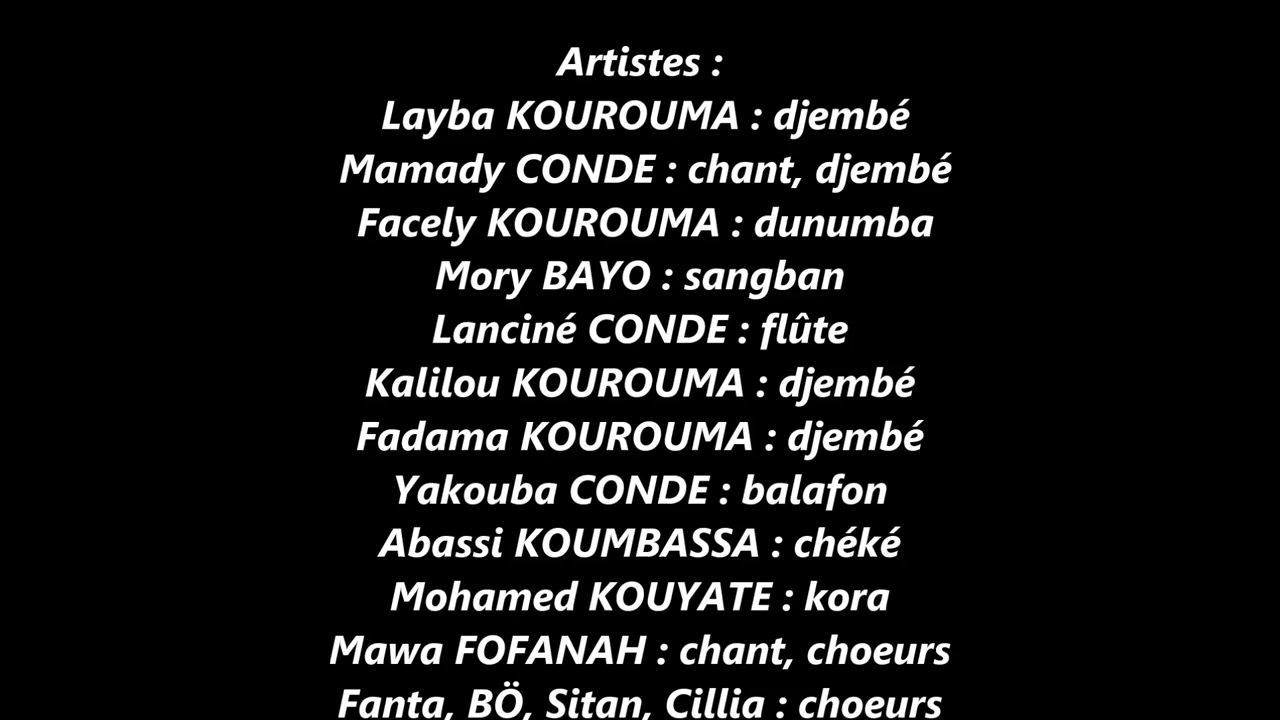 Artistes :
Layba KOUROUMA : djembé
Mamady CONDE : chant, djembé
Facely KOUROUMA : dunumba
Mory BAYO : sangban
Lanciné CONDE : flûte
Kalilou KOUROUMA : djembé
Fadama KOUROUMA : djembé
Yakouba CONDE : balafon
Abassi KOUMBASSA : chéké
Mohamed KOUYATE : kora
Mawa FOFANAH : chant, choeurs
Fanta, BÖ, Sitan, Cillia : choeurs